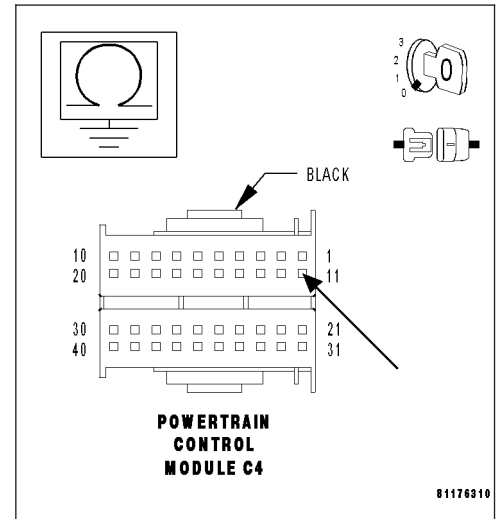 3
2
1
0
BLACK
10 1
20 11
30 21
40 31
POWERTRAIN
CONTROL
MODULE C4
81176310